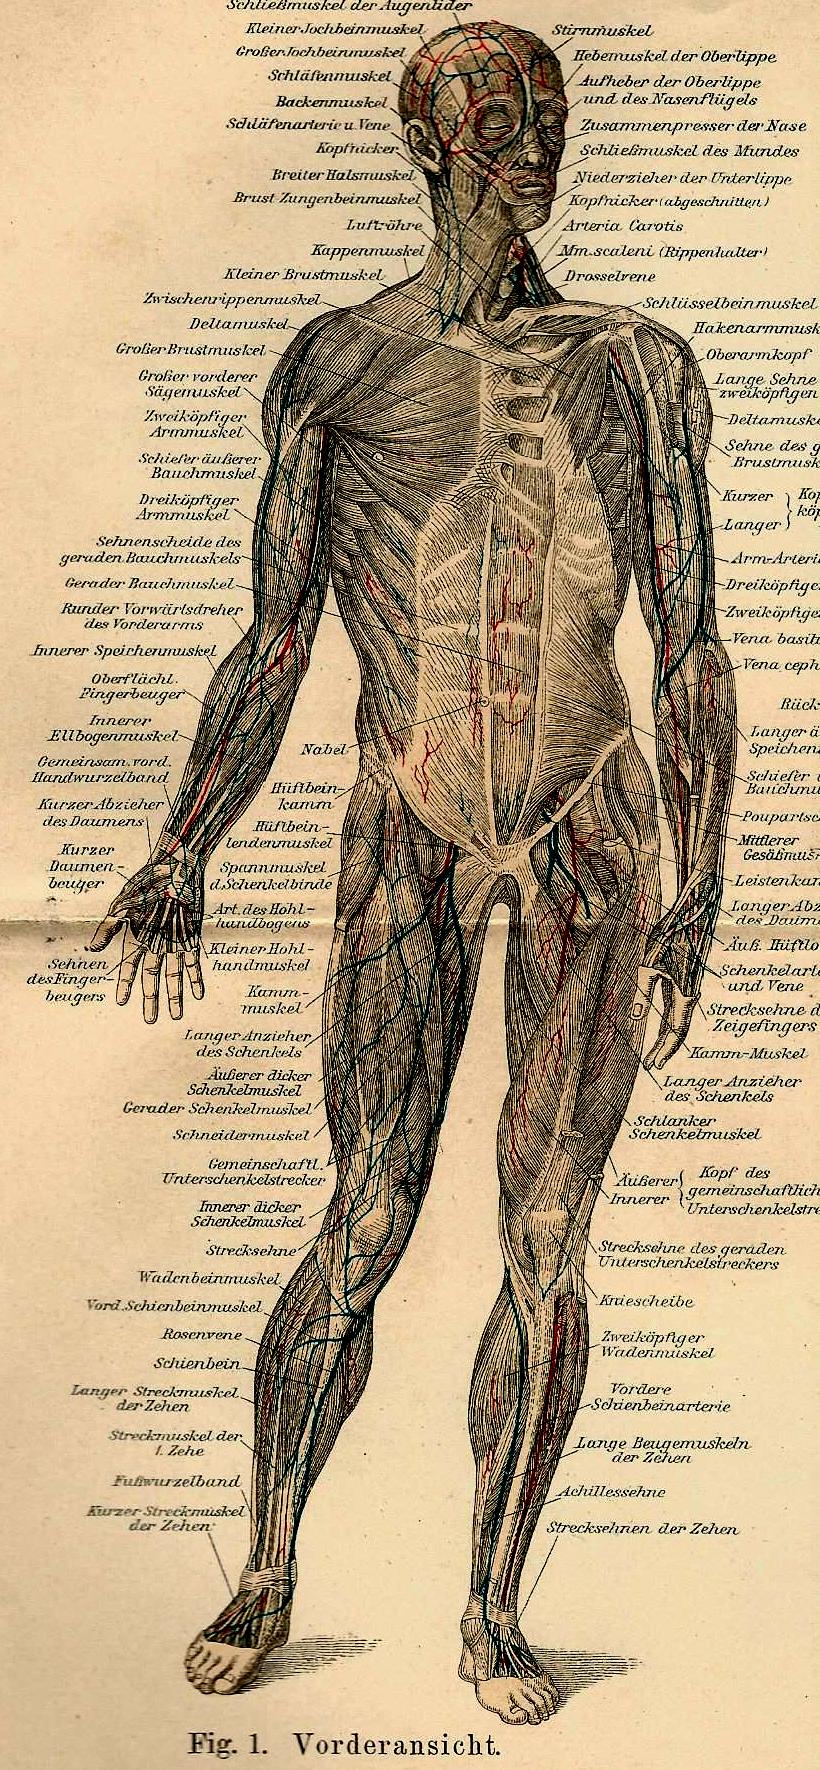 Schließmuskel der Augenlider
Kleiner Jochbeinmuskel
Großer Jochbeinmuskel
Schläfenmuskel
Backenmuskel
Schläfenarterie u. Vene
Kopfnicker
Breiter Halsmuskel
Brust Zungenbeinmuskel
Luftröhre
Kappenmuskel
Kleiner Brustmuskel
Zwischenrippenmuskel
Deltamuskel
Großer Brustmuskel
Großer vorderer
Sägemuskel
Zweiköpfiger
Armmuskel
Schiefer äußerer
Bauchmuskel
Dreiköpfiger
Armmuskel
Sehnenscheide des
geraden Bauchmuskels
Gerader Bauchmuskel
Runder Vorwärtsdreher
des Vorderarms
Innerer Speichenmuskel
Oberflächl.
Fingerbeuger
Innerer
Ellbogenmuskel
Gemeinsam. vord.
Handwurzelband
Kurzer Abzieher
des Daumens
Kurzer
Daumen-
beuger
Sehnen
des Finger-
beugers
Nabel
Hüftbein-
kamm
Hüftbein-
lendenmuskel
Spannmuskel
d. Schenkelbinde
Art. des Hohl-
handbogens
Kleiner Hohl-
handmuskel
Kamm-
muskel
Langer Anzieher
des Schenkels
Äußerer dicker
Schenkelmuskel
Gerader Schenkelmuskel
Schneidermuskel
Gemeinschaftl.
Unterschenkelstrecker
Innerer dicker
Schenkelmuskel
Strecksehne
Wadenbeinmuskel
Vord. Schienbeinmuskel
Rosenvene
Schienbein
Langer Streckmuskel
der Zehen
Streckmuskel der
1. Zehe
Fußwurzelband
Kurzer Streckmuskel
der Zehen
Stirnmuskel
Hebemuskel der Oberlippe
Aufheber der Oberlippe
und des Nasenflügels
Zusammenpresser der Nase
Schließmuskel des Mundes
Niederzieher der Unterlippe
Kopfnicker (abgeschnitten)
Arteria Carotis
Mm. scaleni (Rippenhalter)
Drosselvene
Schlüsselbeinmuskel
Hakenarmmusk
Oberarmkopf
Lange Sehne
zweiköpfigen
Deltamuske
Sehne des g
Brustmusk
Kurzer } Kop
Langer } köp
Arm-Arteri
Dreiköpfige
Zweiköpfige
Vena basili
Vena ceph
Rück
Langer ä
Speichen
Schiefer
Bauchmu
Poupartsc
Mittlerer
Gesäßmus
Leistenkan
Langer Abz
des Daum
Äuß. Hüftlo
Schenkelart
und Vene
Strecksehne d
Zeigefingers
Kamm-Muskel
Langer Anzieher
des Schenkels
Schlanker
Schenkelmuskel
Äußerer { Kopf des
Innerer { gemeinschaftlich
Unterschenkelstre
Strecksehne des geraden
Unterschenkelstreckers
Kniescheibe
Zweiköpfiger
Wadenmuskel
Vordere
Schienbeinarterie
Lange Beugemuskeln
der Zehen
Achillessehne
Strecksehnen der Zehen
Fig. 1. Vorderansicht.